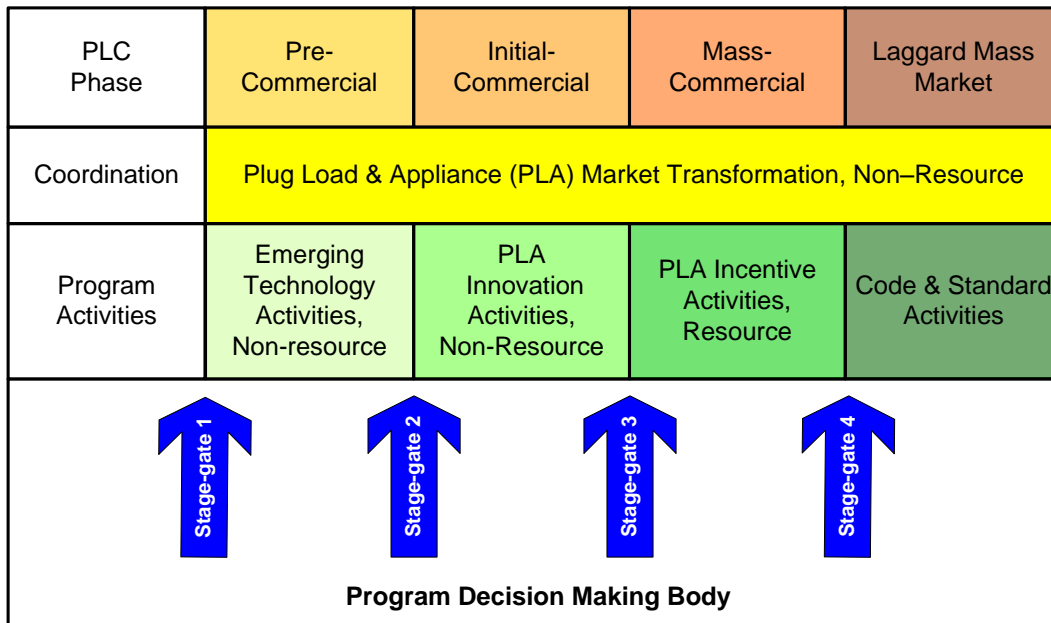 PLC
Phase
Pre-
Commercial
Initial-
Commercial
Mass-
Commercial
Laggard Mass
Market
Coordination
Plug Load & Appliance (PLA) Market Transformation, Non–Resource
Program
Activities
Emerging
Technology
Activities,
Non-resource
PLA
Innovation
Activities,
Non-Resource
PLA Incentive
Activities,
Resource
Code & Standard
Activities
Stage-gate 1
Stage-gate 2
Stage-gate 3
Stage-gate 4
Program Decision Making Body